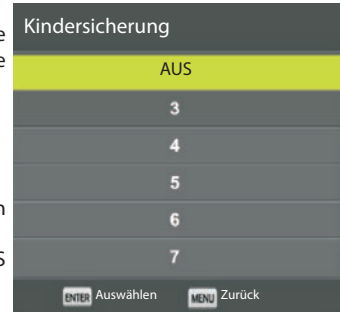 Kindersicherung
e
e
AUS
3
4
5
n
6
S
7
ENTER Auswählen MENU Zurück